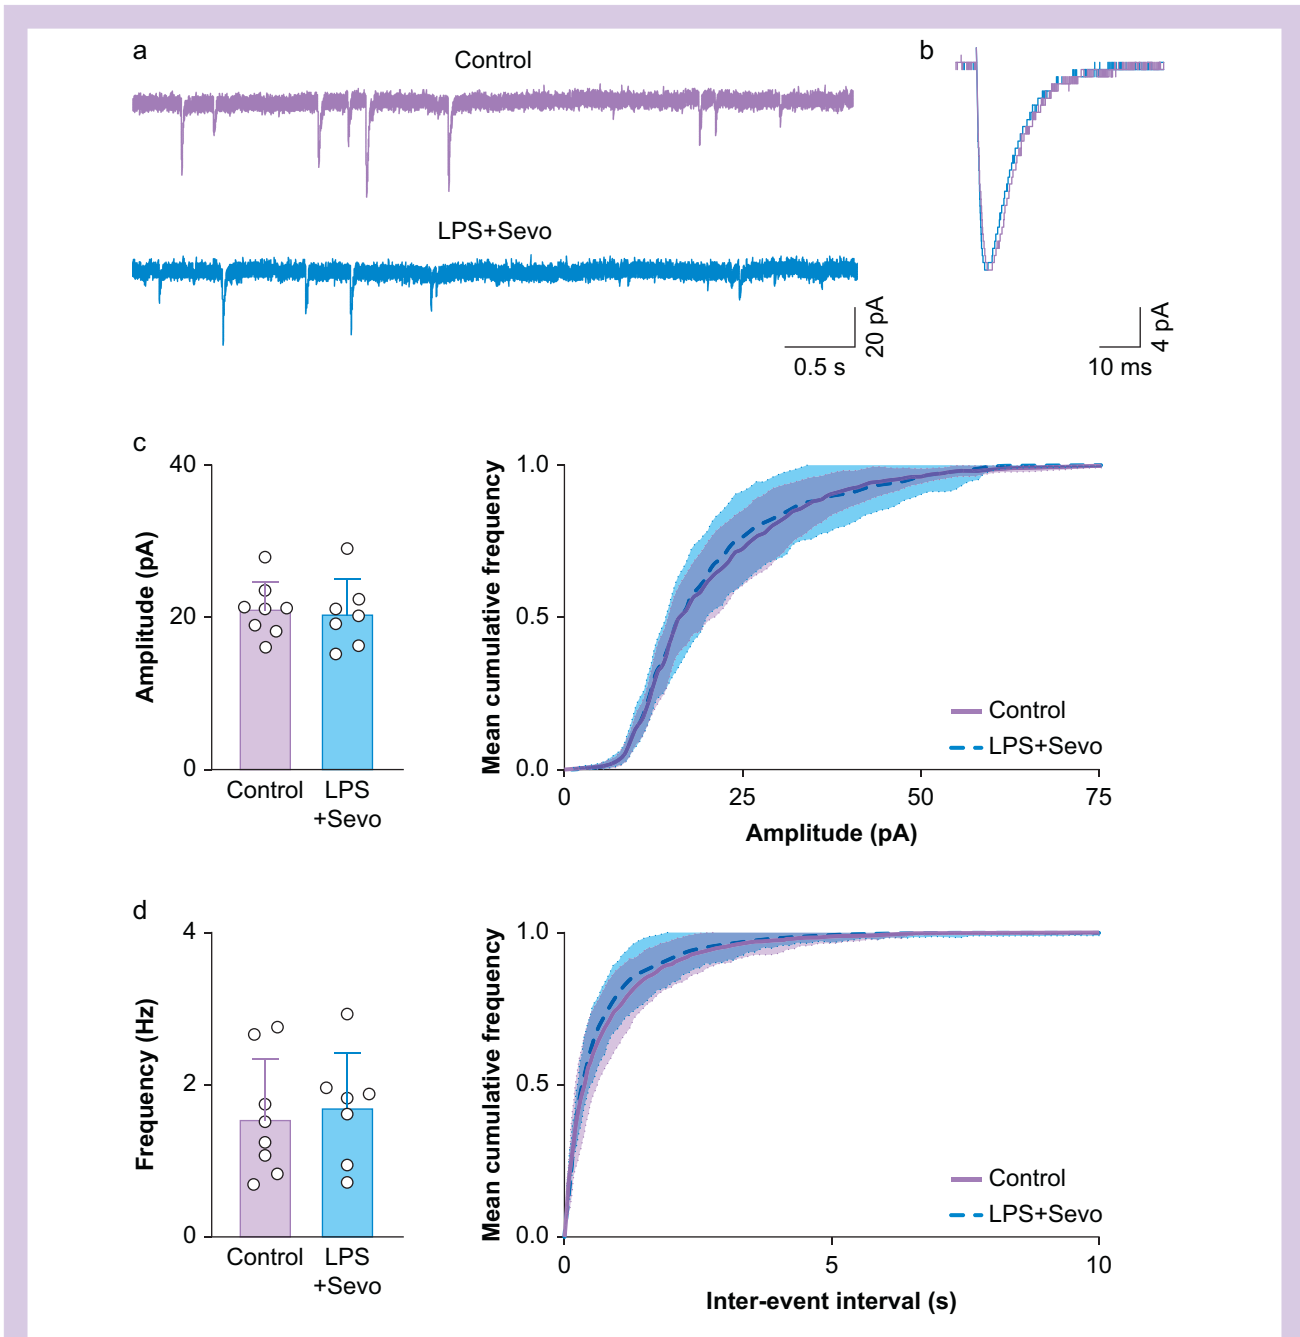 a
Control
LPS+Sevo
20 pA
0.5 s
b
4 pA
10 ms
c
Amplitude (pA)
40
20
0
Control
LPS
+Sevo
Mean cumulative frequency
1.0
0.5
0.0
0
25
50
75
Amplitude (pA)
Control
LPS+Sevo
d
Frequency (Hz)
4
2
0
Control
LPS
+Sevo
Mean cumulative frequency
1.0
0.5
0.0
0
5
10
Inter-event interval (s)
Control
LPS+Sevo